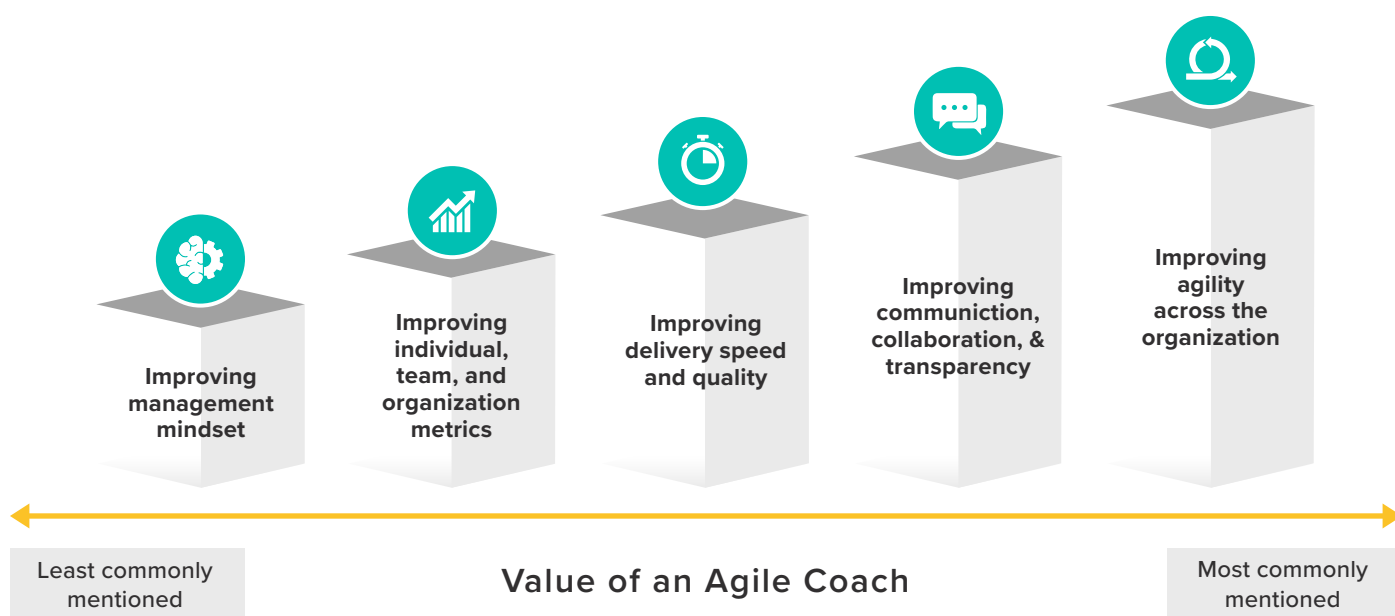 Improving
management
mindset
Improving
individual,
team, and
organization
metrics
Improving
delivery speed
and quality
Improving
communiction,
collaboration, &
transparency
Improving
agility
across the
organization
Least commonly
mentioned
Value of an Agile Coach
Most commonly
mentioned